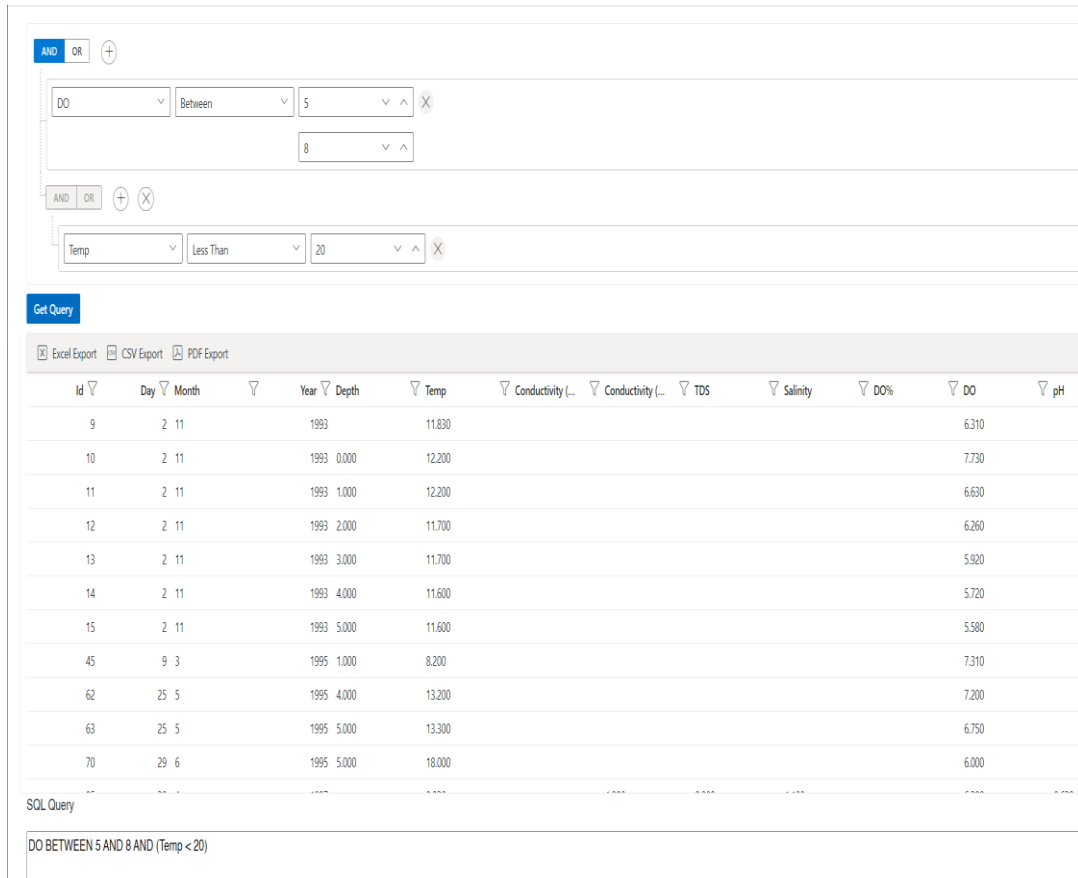 AND OR
DO Between 5
8
AND OR
Temp Less Than 20
Get Query
Excel Export CSV Export PDF Export
Id Day Month Year Depth Temp Conductivity (... Conductivity (... TDS Salinity DO% DO pH
9 2 11 1993 11.830 6.310
10 2 11 1993 0.000 12.200 7.730
11 2 11 1993 1.000 12.200 6.630
12 2 11 1993 2.000 11.700 6.260
13 2 11 1993 3.000 11.700 5.920
14 2 11 1993 4.000 11.600 5.720
15 2 11 1993 5.000 11.600 5.580
45 9 3 1995 1.000 8.200 7.310
62 25 5 1995 4.000 13.200 7.200
63 25 5 1995 5.000 13.300 6.750
70 29 6 1995 5.000 18.000 6.000
SQL Query
DO BETWEEN 5 AND 8 AND (Temp < 20)